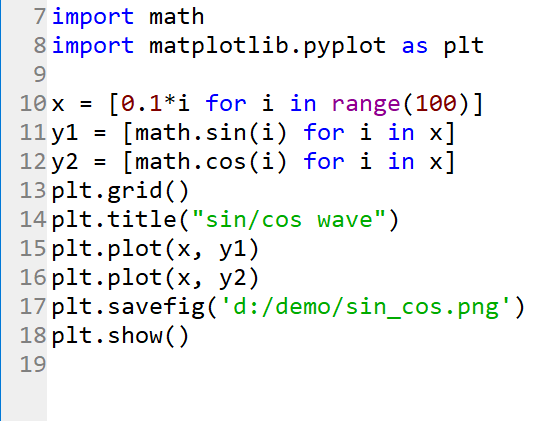 7 import math
8 import matplotlib.pyplot as plt
9
10 x = [0.1*i for i in range(100)]
11 y1 = [math.sin(i) for i in x]
12 y2 = [math.cos(i) for i in x]
13 plt.grid()
14 plt.title("sin/cos wave")
15 plt.plot(x, y1)
16 plt.plot(x, y2)
17 plt.savefig('d:/demo/sin_cos.png')
18 plt.show()
19